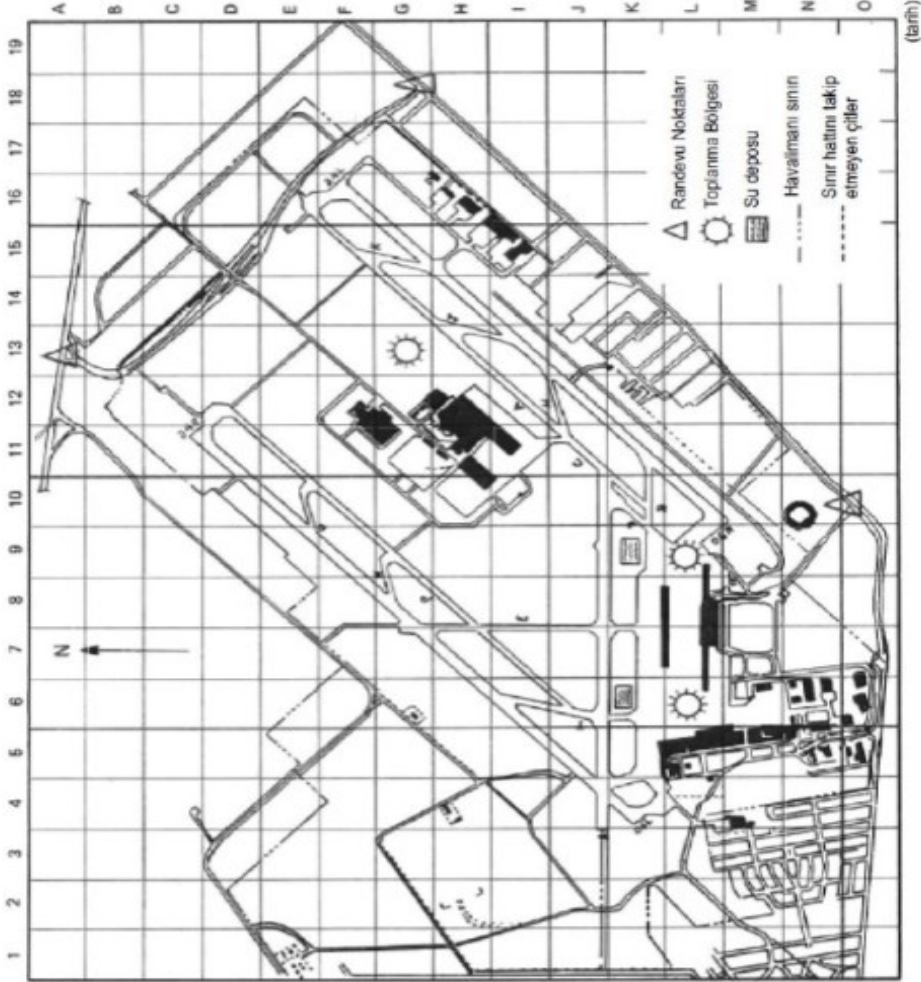 A
B
C
D
E
F
G
H
I
J
K
L
M
N
O
19
18
17
16
15
14
13
12
11
10
9
8
7
6
5
4
3
2
1
N
Randevu Noktaları
Toplanma Bölgesi
Su deposu
Havalimanı sınırı
Sınır hattını takip
etmeyen çitler
(tarih)